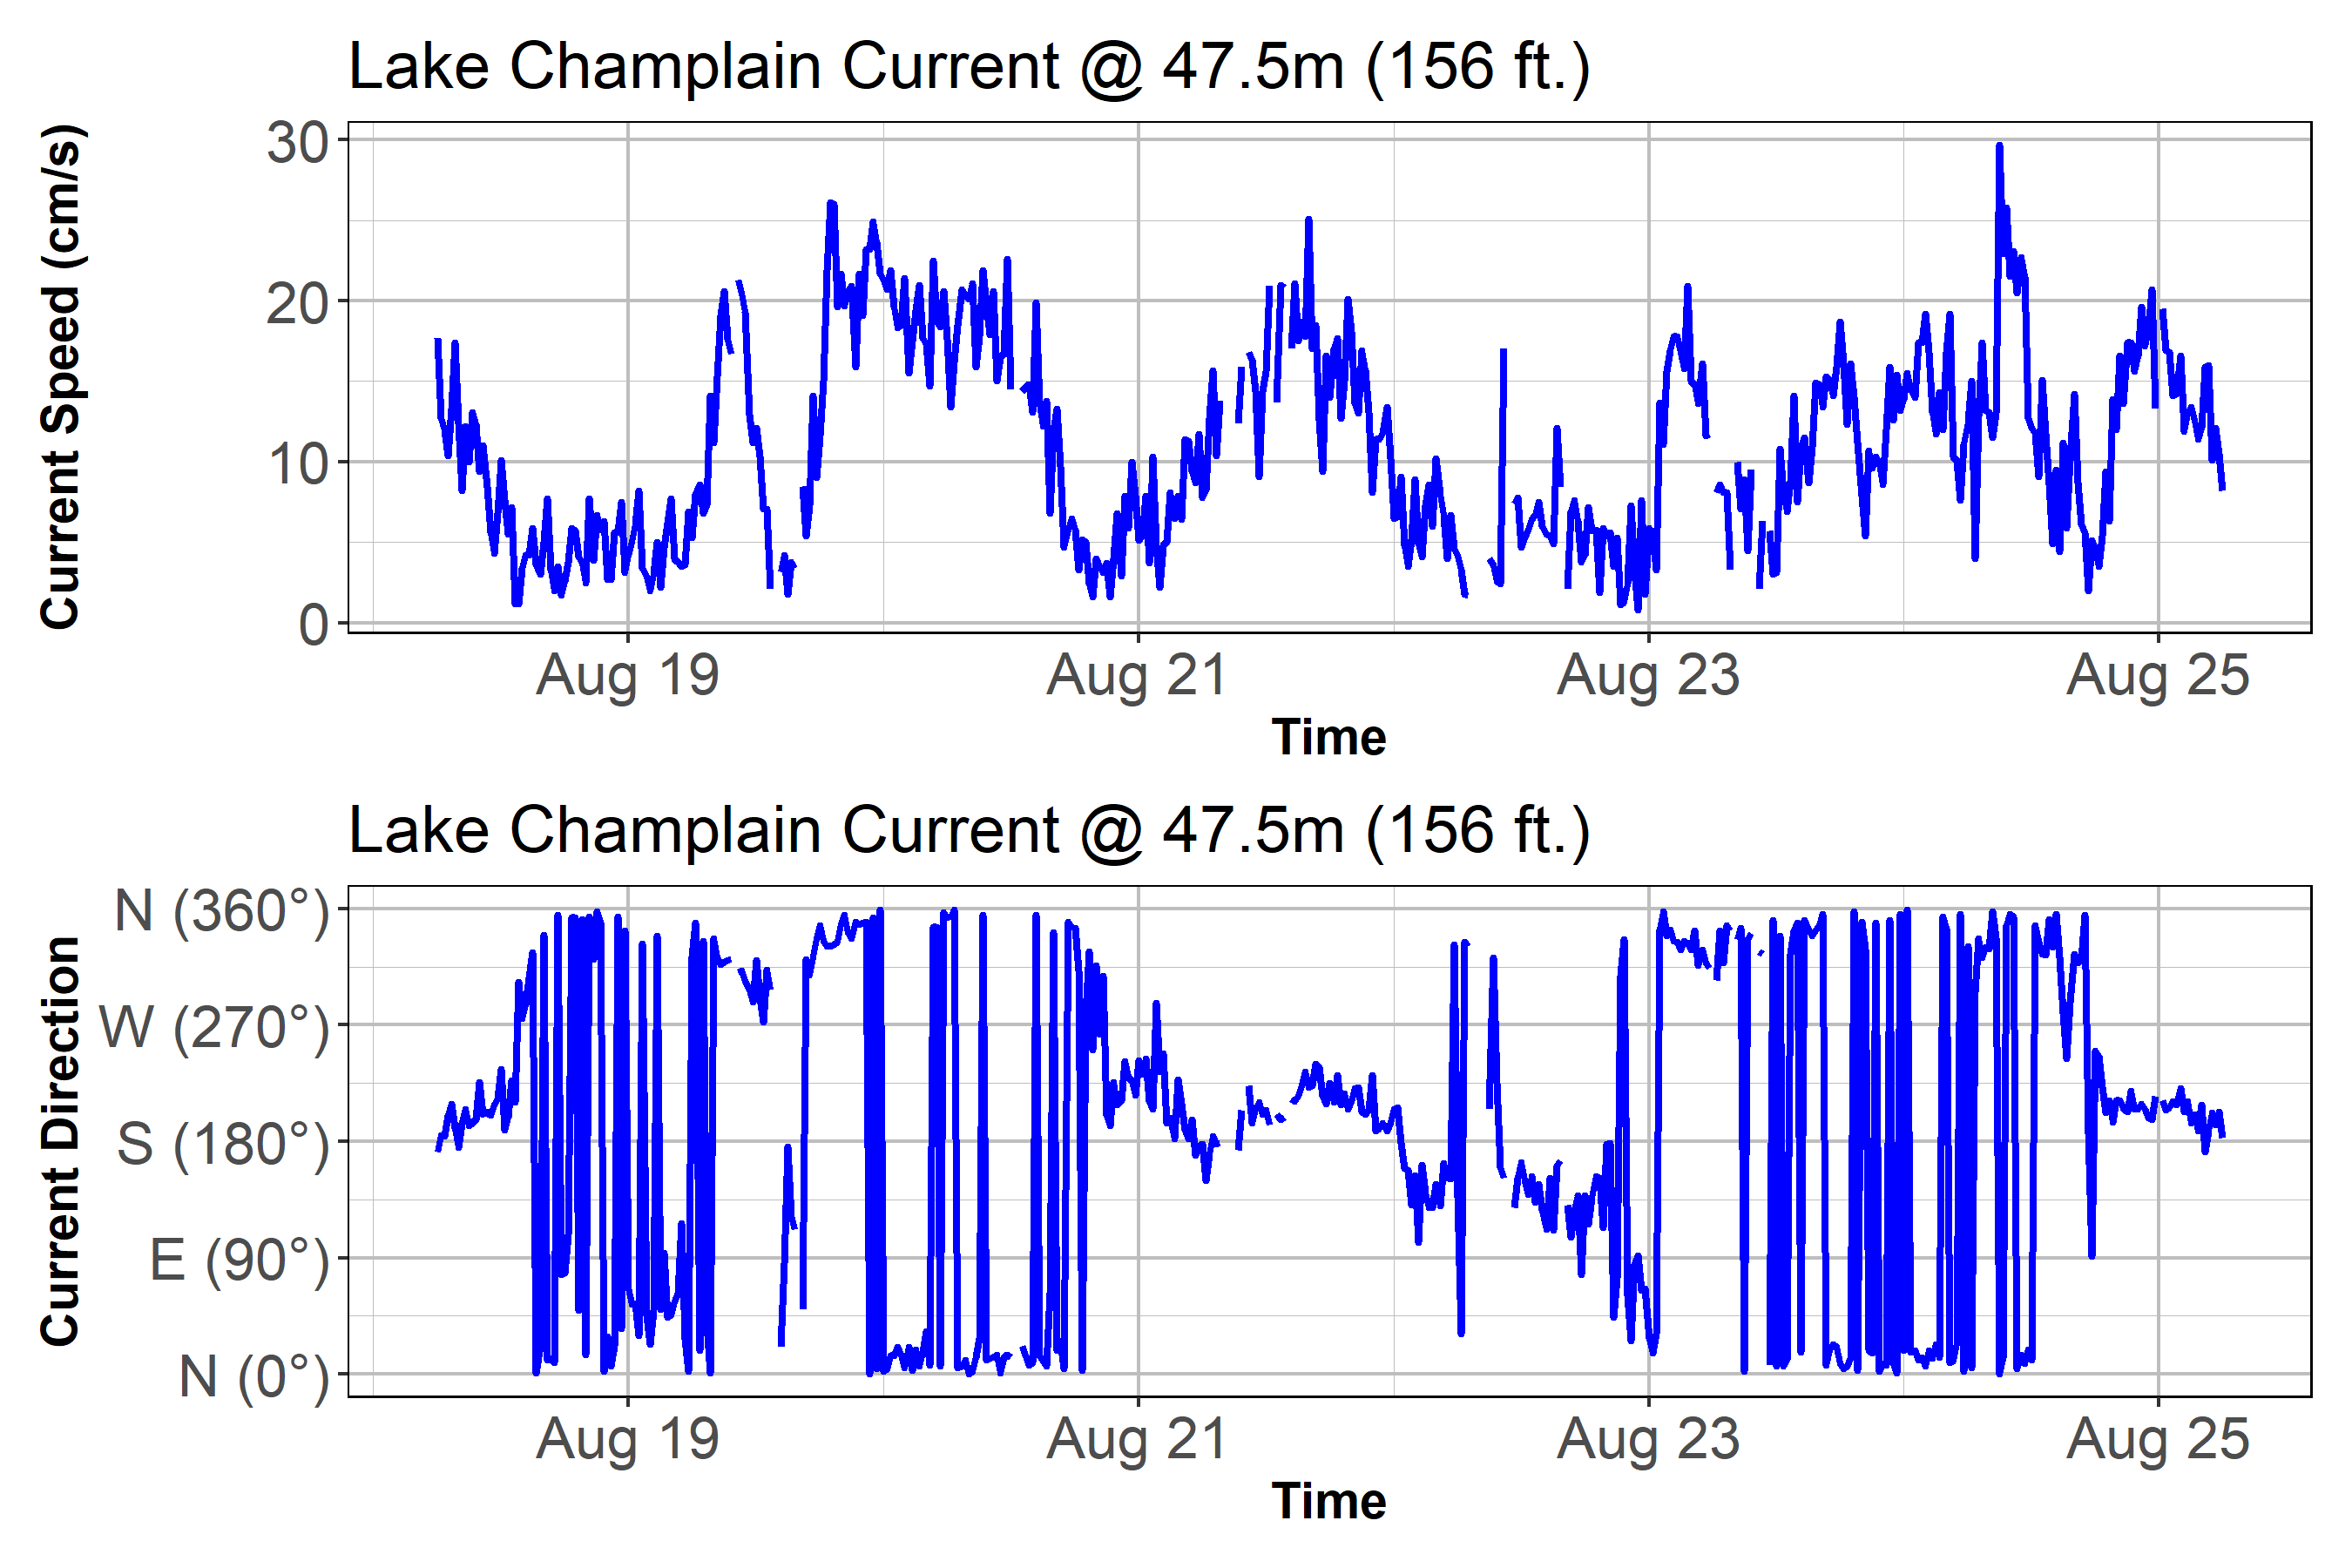 Lake Champlain Current @ 47.5m (156 ft.)
Current Speed (cm/s)
30
20
10
0
Aug 19 Aug 21 Aug 23 Aug 25
Time
Lake Champlain Current @ 47.5m (156 ft.)
Current Direction
N (360°)
W (270°)
S (180°)
E (90°)
N (0°)
Aug 19 Aug 21 Aug 23 Aug 25
Time